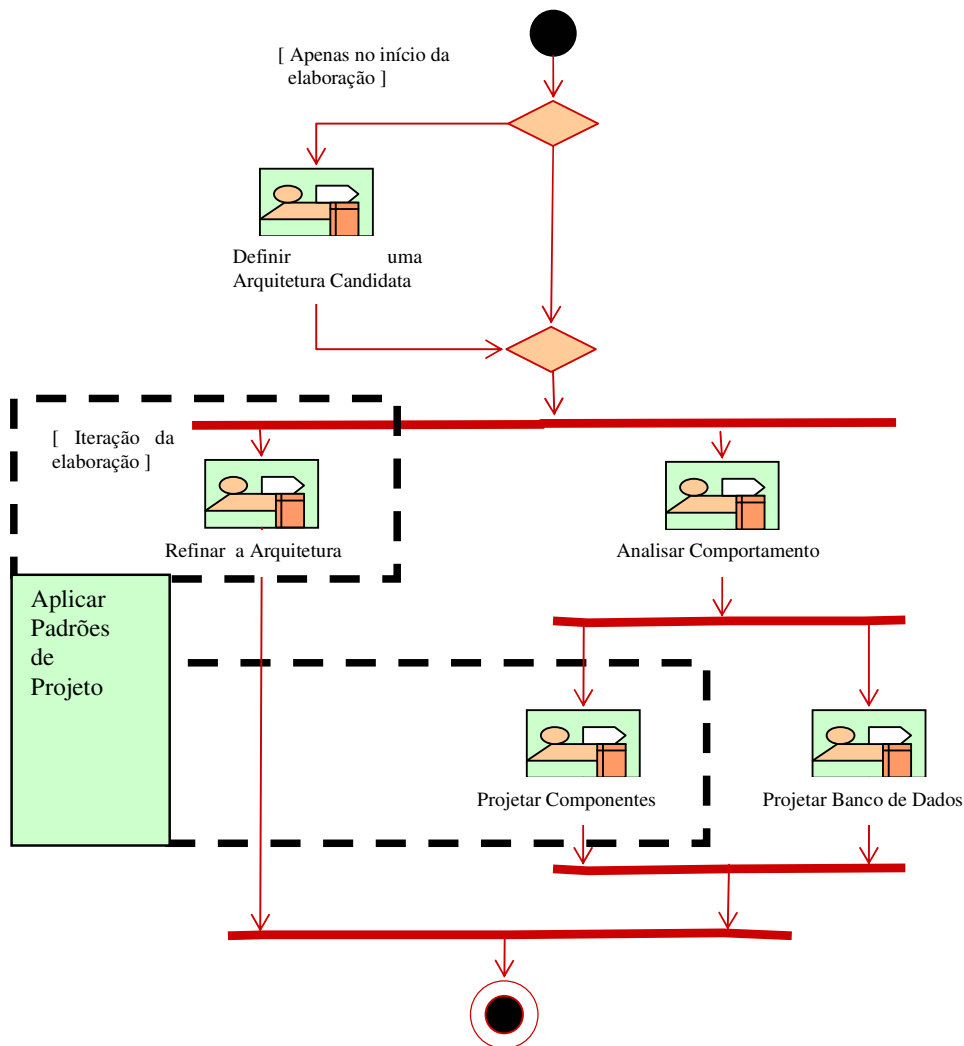 [ Apenas no início da
elaboração ]
Definir uma
Arquitetura Candidata
[ Iteração da
elaboração ]
Refinar a Arquitetura
Analisar Comportamento
Aplicar
Padrões
de
Projeto
Projetar Componentes
Projetar Banco de Dados